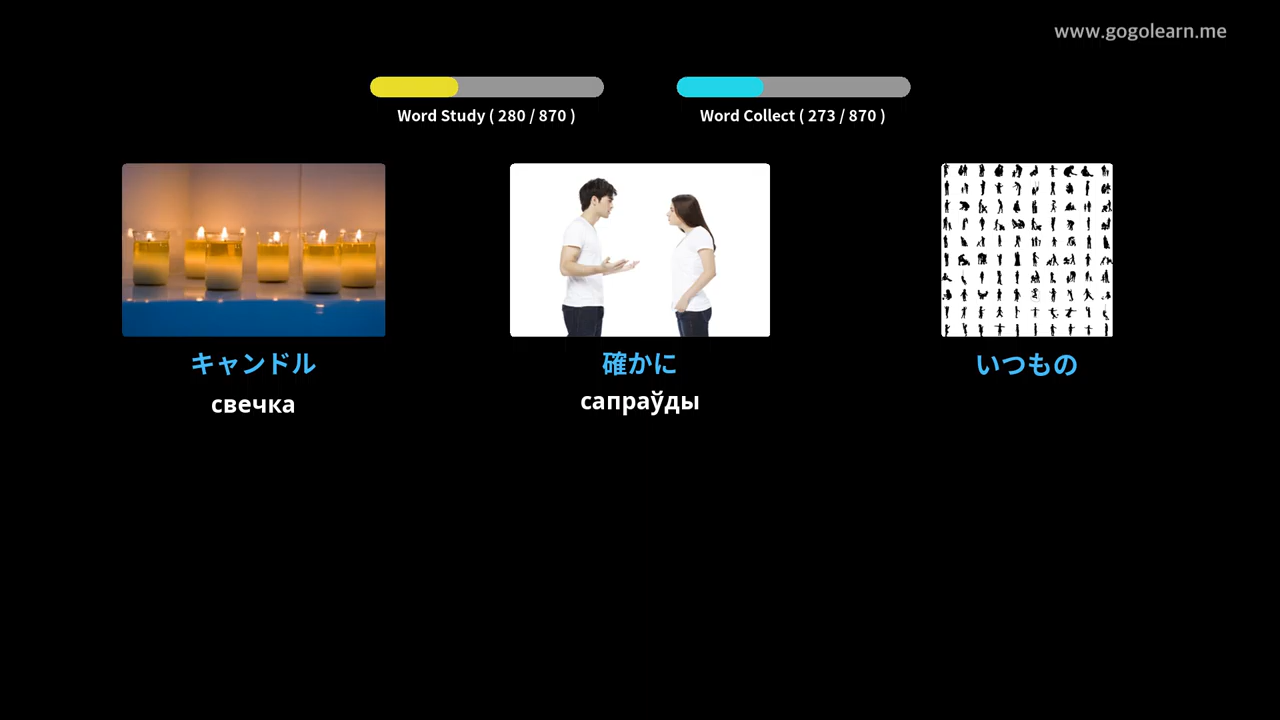 www.gogolearn.me
Word Study ( 280 / 870 )
Word Collect ( 273 / 870 )
キャンドル
確かに
いつもの
свечка
сапраўды